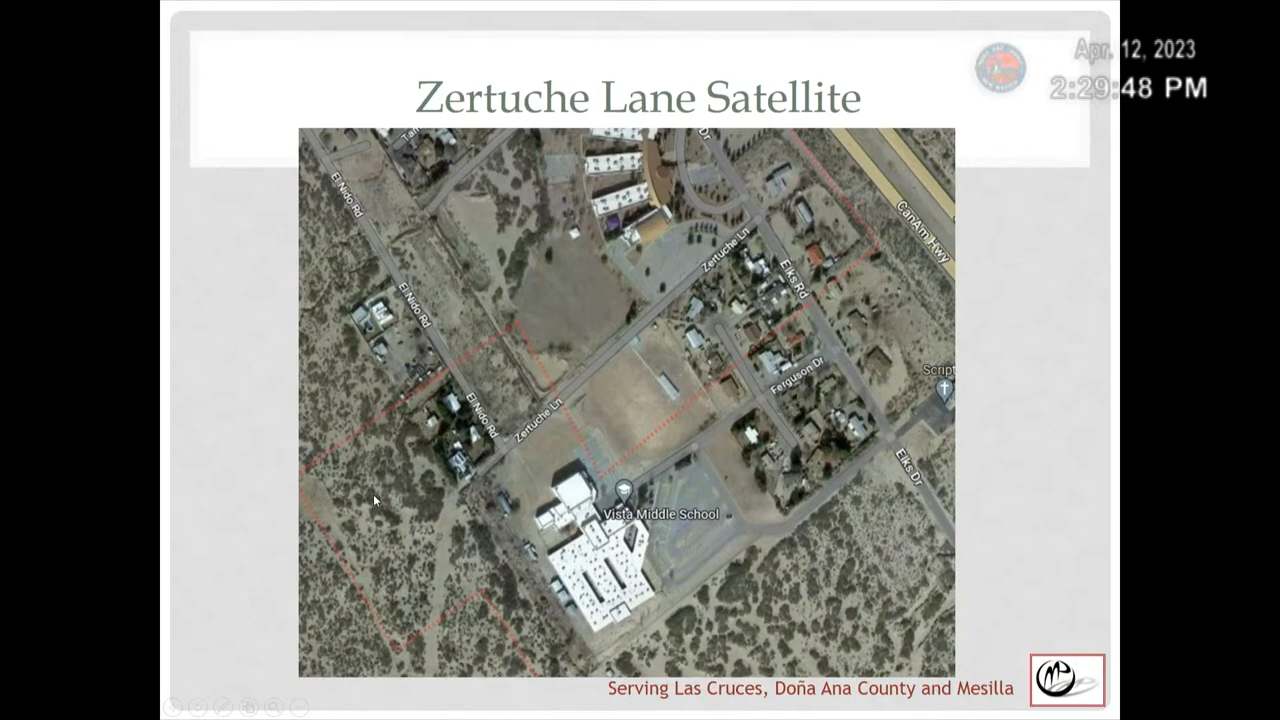 Apr. 12, 2023
2:29:48 PM
Zertuche Lane Satellite
Dr
El Nido Rd
CanAm Hwy
Zertuche Ln
Elks Rd
El Nido Rd
Script
Ferguson Dr
El Nido Rd
Zertuche Ln
Elks Dr
Vista Middle School
Serving Las Cruces, Doña Ana County and Mesilla